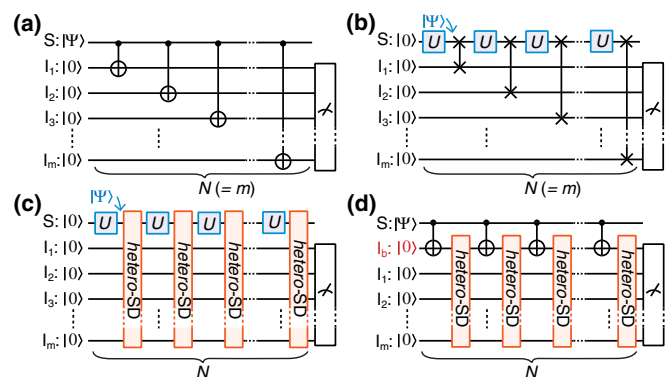 (a)
S:|Ψ⟩
I₁:|0⟩
I₂:|0⟩
I₃:|0⟩
Iₘ:|0⟩
N (= m)
(b)
|Ψ⟩
S:|0⟩ U U U U
I₁:|0⟩
I₂:|0⟩
I₃:|0⟩
Iₘ:|0⟩
N (= m)
(c)
|Ψ⟩
S: |0⟩ U U U U
I₁: |0⟩
I₂: |0⟩
I₃: |0⟩
Iₘ: |0⟩
hetero-SD hetero-SD hetero-SD hetero-SD
N
(d)
S:|Ψ⟩
I_b: |0⟩
I₁: |0⟩
I₂: |0⟩
Iₘ: |0⟩
hetero-SD hetero-SD hetero-SD hetero-SD
N